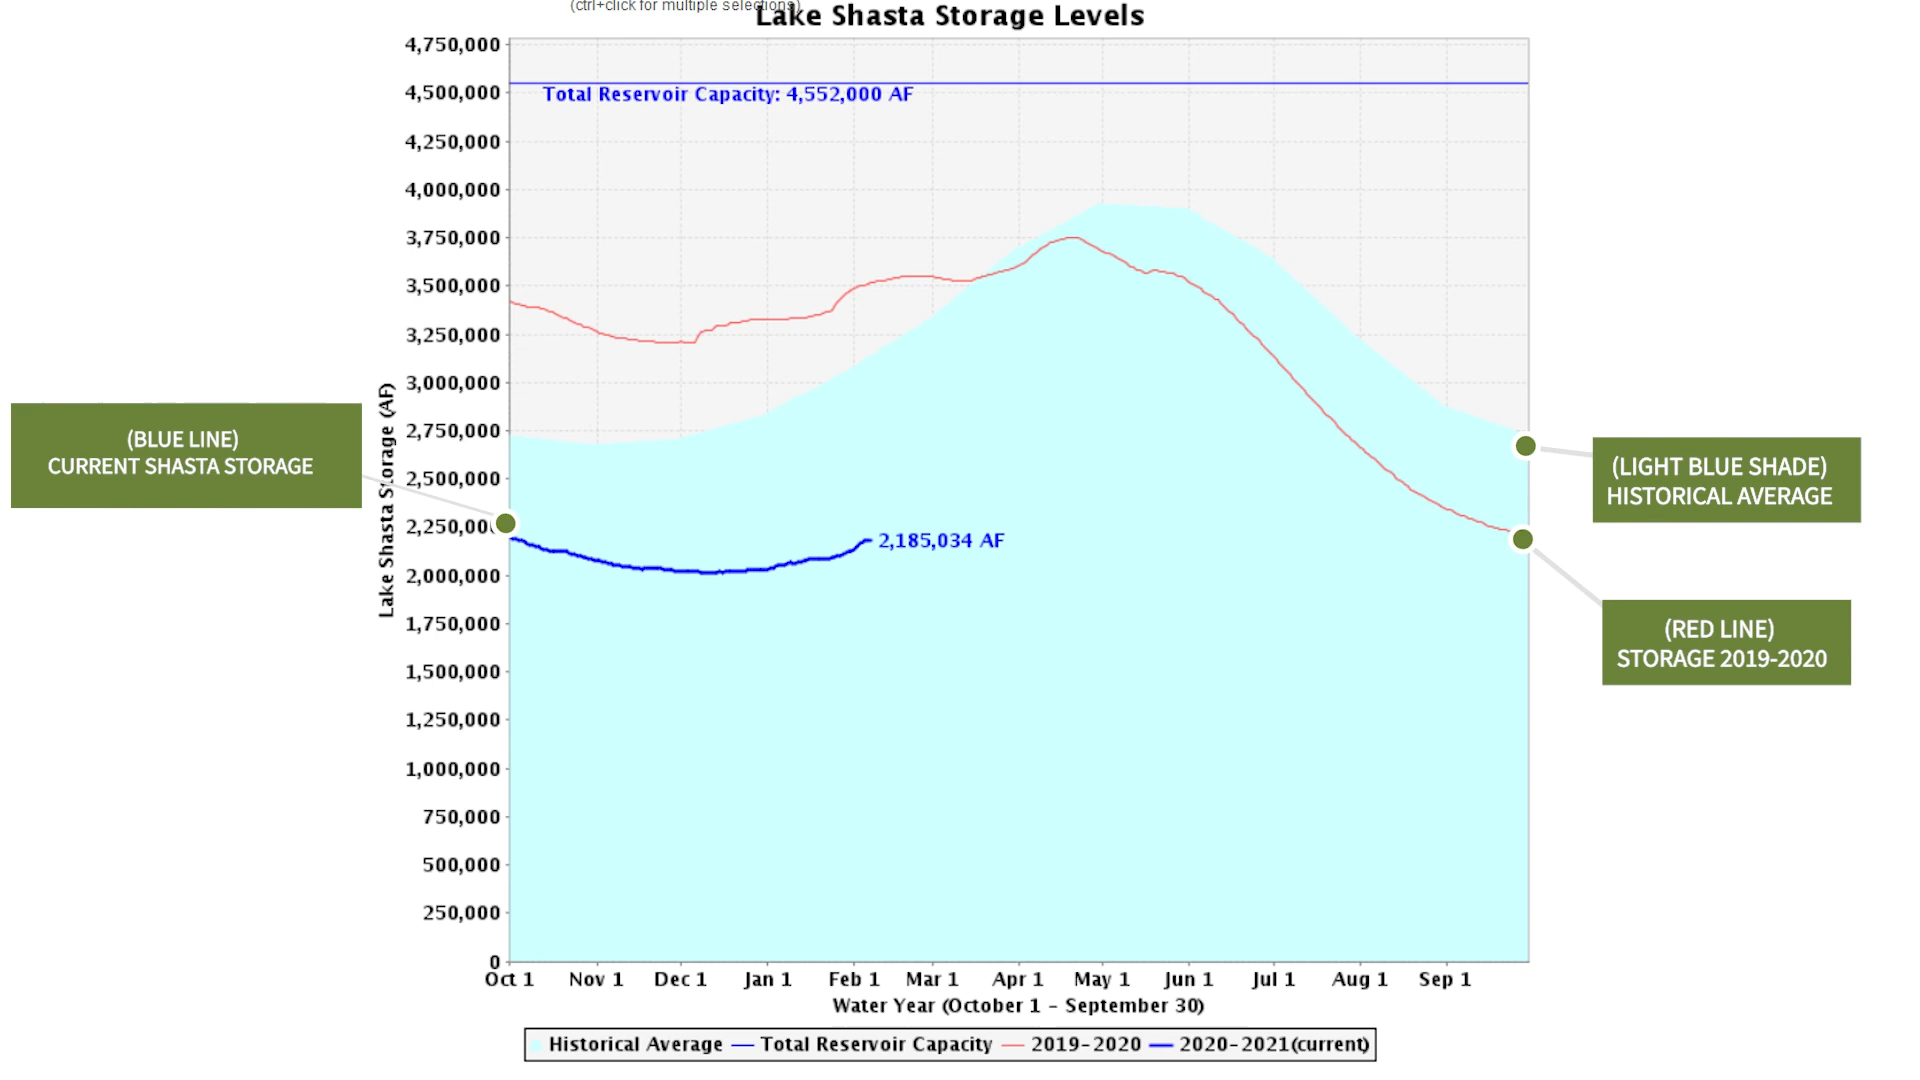 (ctrl+click for multiple selections)
Lake Shasta Storage Levels
4,750,000
4,500,000
4,250,000
4,000,000
3,750,000
3,500,000
3,250,000
3,000,000
2,750,000
2,500,000
2,250,000
2,000,000
1,750,000
1,500,000
1,250,000
1,000,000
750,000
500,000
250,000
0
Lake Shasta Storage (AF)
Total Reservoir Capacity: 4,552,000 AF
2,185,034 AF
(BLUE LINE)
CURRENT SHASTA STORAGE
(LIGHT BLUE SHADE)
HISTORICAL AVERAGE
(RED LINE)
STORAGE 2019-2020
Oct 1 Nov 1 Dec 1 Jan 1 Feb 1 Mar 1 Apr 1 May 1 Jun 1 Jul 1 Aug 1 Sep 1
Water Year (October 1 - September 30)
Historical Average Total Reservoir Capacity 2019-2020 2020-2021(current)